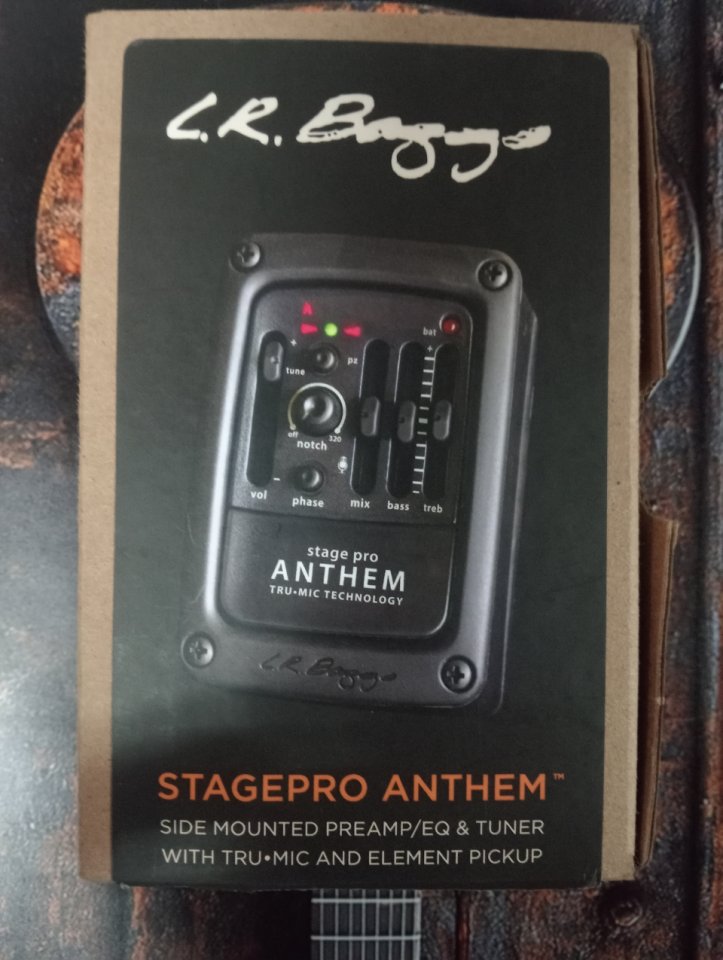 L.R. Baggs
A
bat
+
+
px
tune
off
320
notch
-
vol
phase
mix
bass
treb
stage pro
ANTHEM
TRU•MIC TECHNOLOGY
L.R. Baggs
STAGEPRO ANTHEM™
SIDE MOUNTED PREAMP/EQ & TUNER
WITH TRU•MIC AND ELEMENT PICKUP